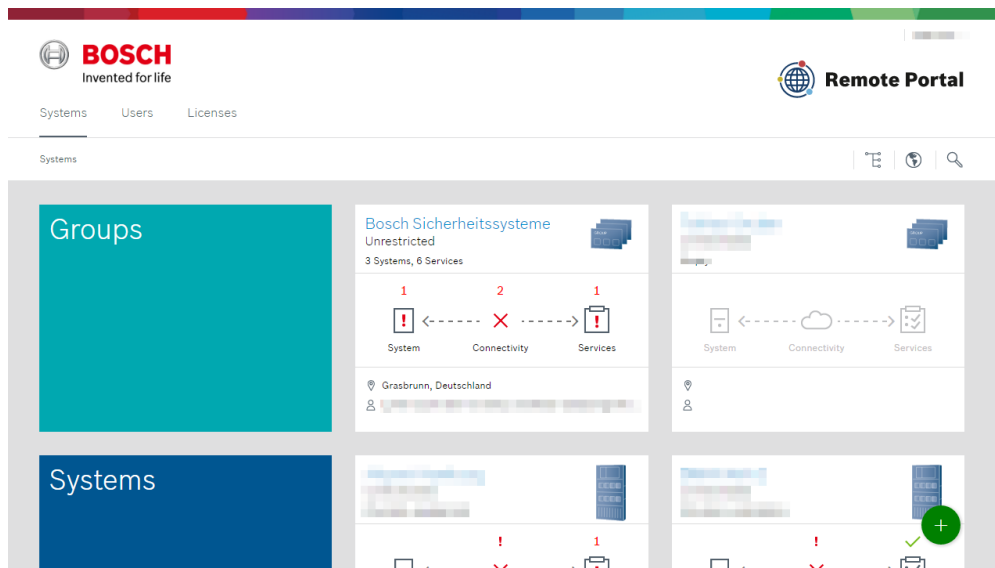 BOSCH
Invented for life
Remote Portal
Systems Users Licenses
Systems
Groups
Bosch Sicherheitssysteme
Unrestricted
3 Systems, 6 Services
1 2 1
System Connectivity Services
Grasbrunn, Deutschland
System Connectivity Services
Systems
! 1
!